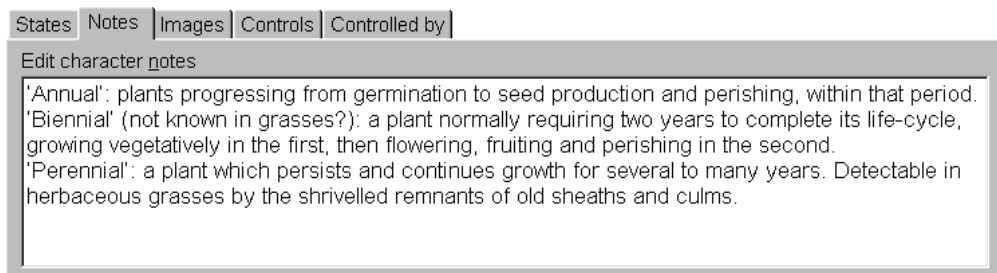 States Notes Images Controls Controlled by
Edit character notes
'Annual': plants progressing from germination to seed production and perishing, within that period.
'Biennial' (not known in grasses?): a plant normally requiring two years to complete its life-cycle,
growing vegetatively in the first, then flowering, fruiting and perishing in the second.
'Perennial': a plant which persists and continues growth for several to many years. Detectable in
herbaceous grasses by the shrivelled remnants of old sheaths and culms.